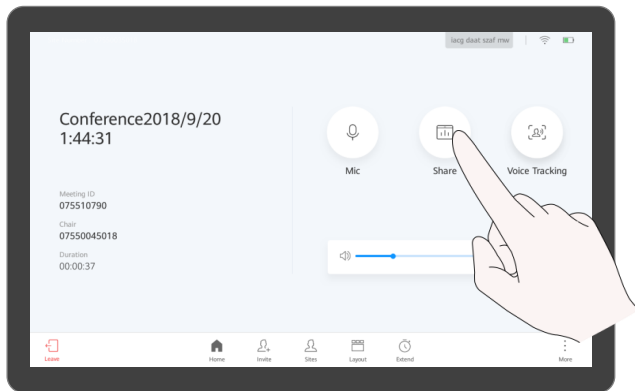 iacg daat szaf mw
Conference2018/9/20
1:44:31
Mic
Share
Voice Tracking
Meeting ID
075510790
Chair
07550045018
Duration
00:00:37
Leave
Home
Invite
Sites
Layout
Extend
More